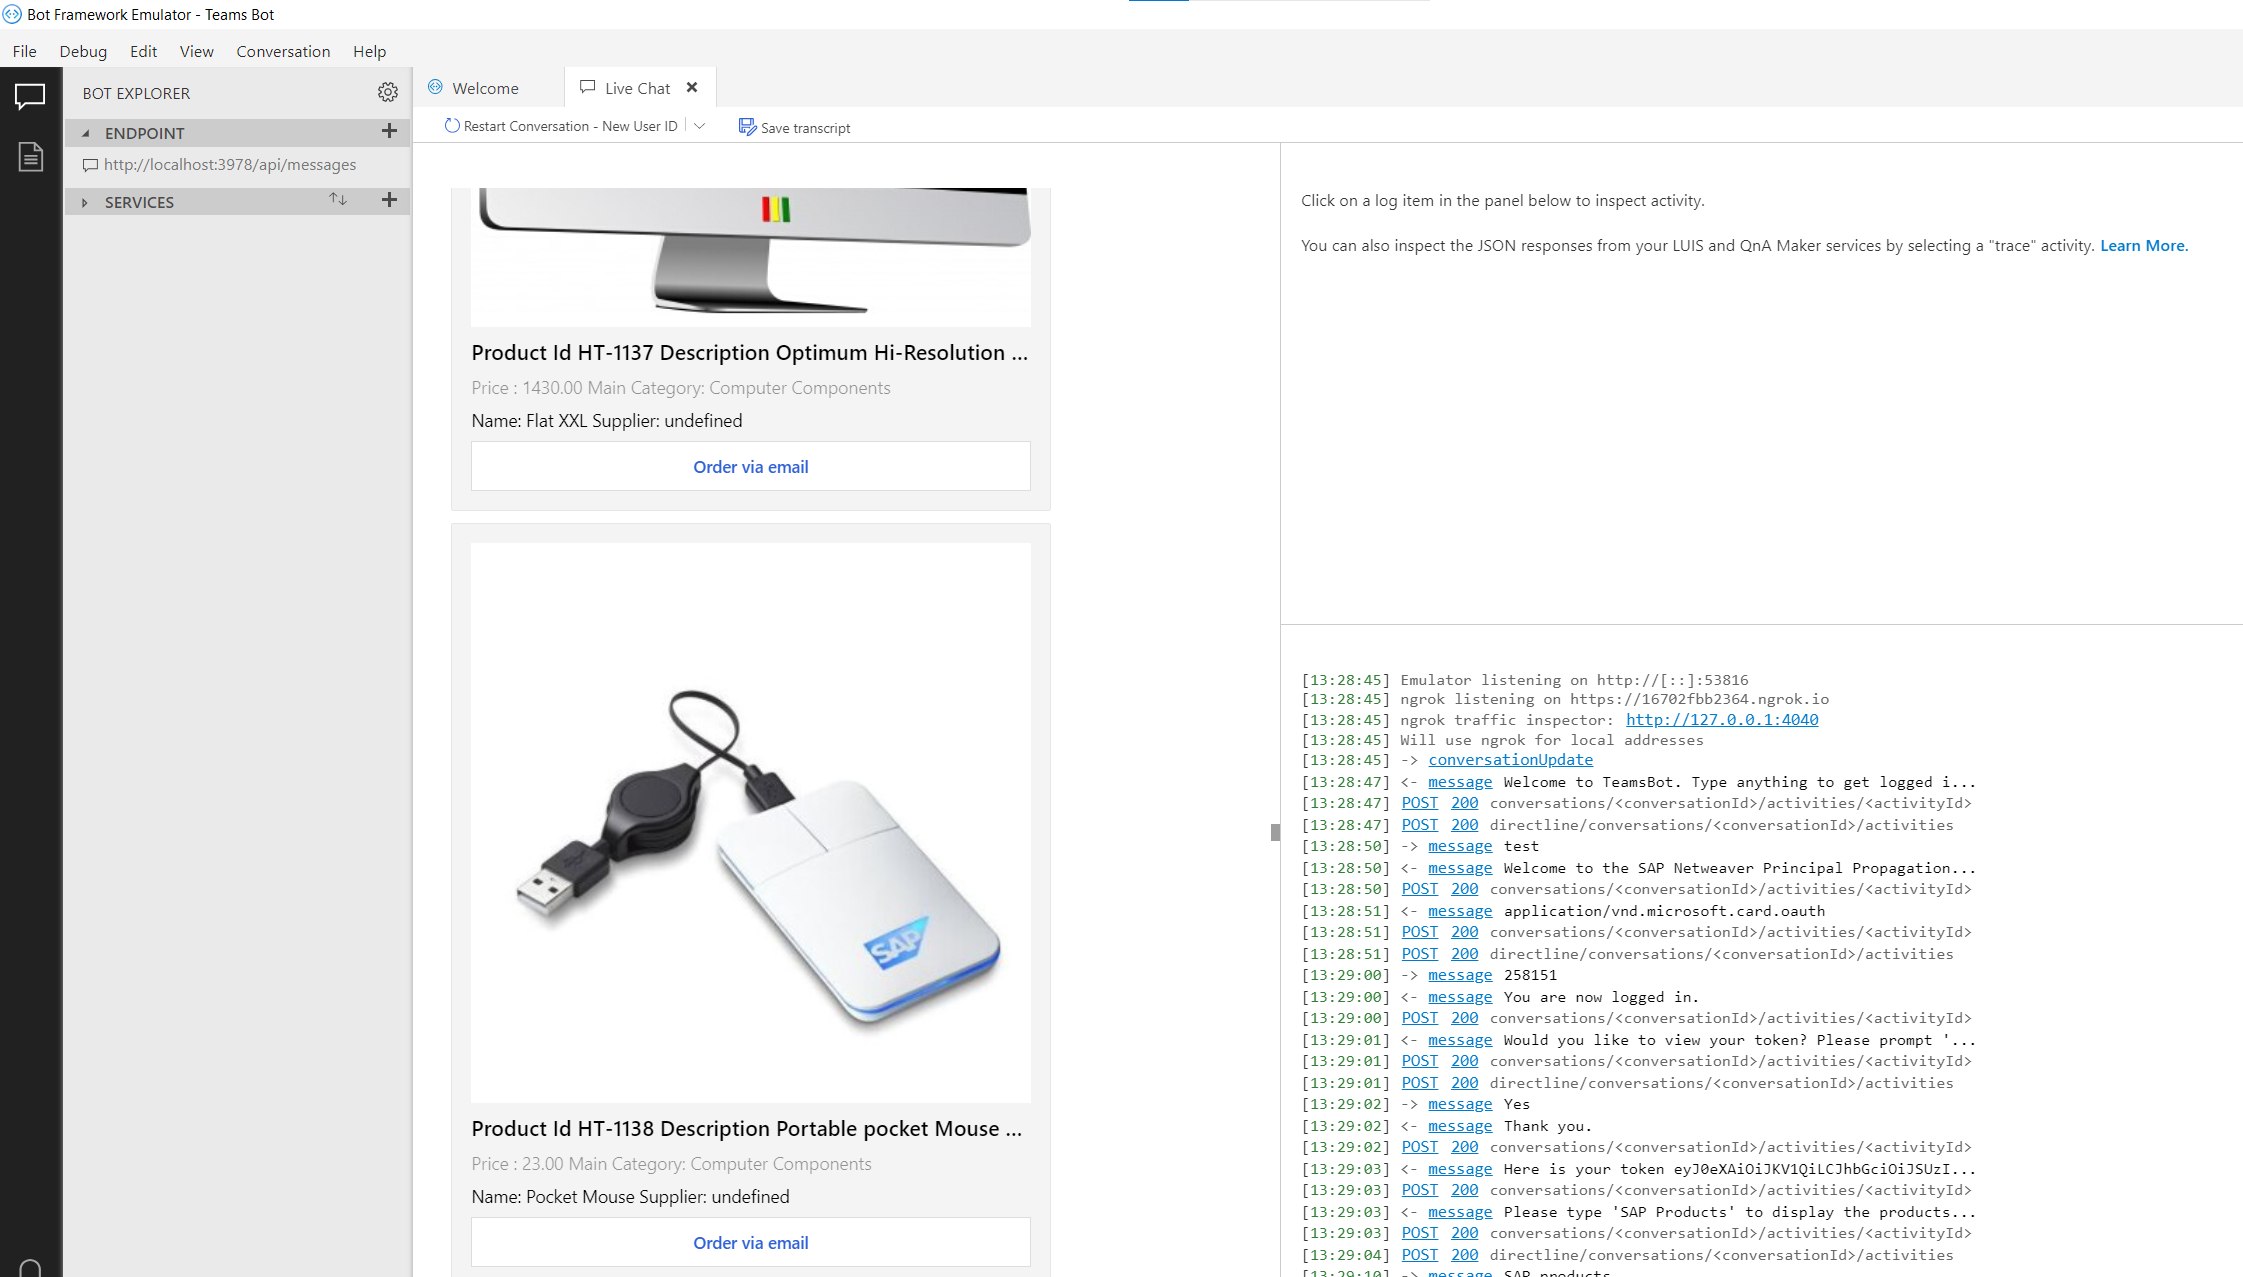 Bot Framework Emulator - Teams Bot
File Debug Edit View Conversation Help
BOT EXPLORER
ENDPOINT
http://localhost:3978/api/messages
SERVICES
Welcome
Live Chat
Restart Conversation - New User ID
Save transcript
Product Id HT-1137 Description Optimum Hi-Resolution ...
Price : 1430.00 Main Category: Computer Components
Name: Flat XXL Supplier: undefined
Order via email
SAP
Product Id HT-1138 Description Portable pocket Mouse ...
Price : 23.00 Main Category: Computer Components
Name: Pocket Mouse Supplier: undefined
Order via email
Click on a log item in the panel below to inspect activity.
You can also inspect the JSON responses from your LUIS and QnA Maker services by selecting a "trace" activity. Learn More.
[13:28:45] Emulator listening on http://[::]:53816
[13:28:45] ngrok listening on https://16702fbb2364.ngrok.io
[13:28:45] ngrok traffic inspector: http://127.0.0.1:4040
[13:28:45] Will use ngrok for local addresses
[13:28:45] -> conversationUpdate
[13:28:47] <- message Welcome to TeamsBot. Type anything to get logged i...
[13:28:47] POST 200 conversations/<conversationId>/activities/<activityId>
[13:28:47] POST 200 directline/conversations/<conversationId>/activities
[13:28:50] -> message test
[13:28:50] <- message Welcome to the SAP Netweaver Principal Propagation...
[13:28:50] POST 200 conversations/<conversationId>/activities/<activityId>
[13:28:51] <- message application/vnd.microsoft.card.oauth
[13:28:51] POST 200 conversations/<conversationId>/activities/<activityId>
[13:28:51] POST 200 directline/conversations/<conversationId>/activities
[13:29:00] -> message 258151
[13:29:00] <- message You are now logged in.
[13:29:00] POST 200 conversations/<conversationId>/activities/<activityId>
[13:29:01] <- message Would you like to view your token? Please prompt '...
[13:29:01] POST 200 conversations/<conversationId>/activities/<activityId>
[13:29:01] POST 200 directline/conversations/<conversationId>/activities
[13:29:02] -> message Yes
[13:29:02] <- message Thank you.
[13:29:02] POST 200 conversations/<conversationId>/activities/<activityId>
[13:29:03] <- message Here is your token eyJ0eXAiOiJKV1QiLCJhbGciOiJSUzI...
[13:29:03] POST 200 conversations/<conversationId>/activities/<activityId>
[13:29:03] <- message Please type 'SAP Products' to display the products...
[13:29:03] POST 200 conversations/<conversationId>/activities/<activityId>
[13:29:04] POST 200 directline/conversations/<conversationId>/activities
[13:29:10] -> message SAP products